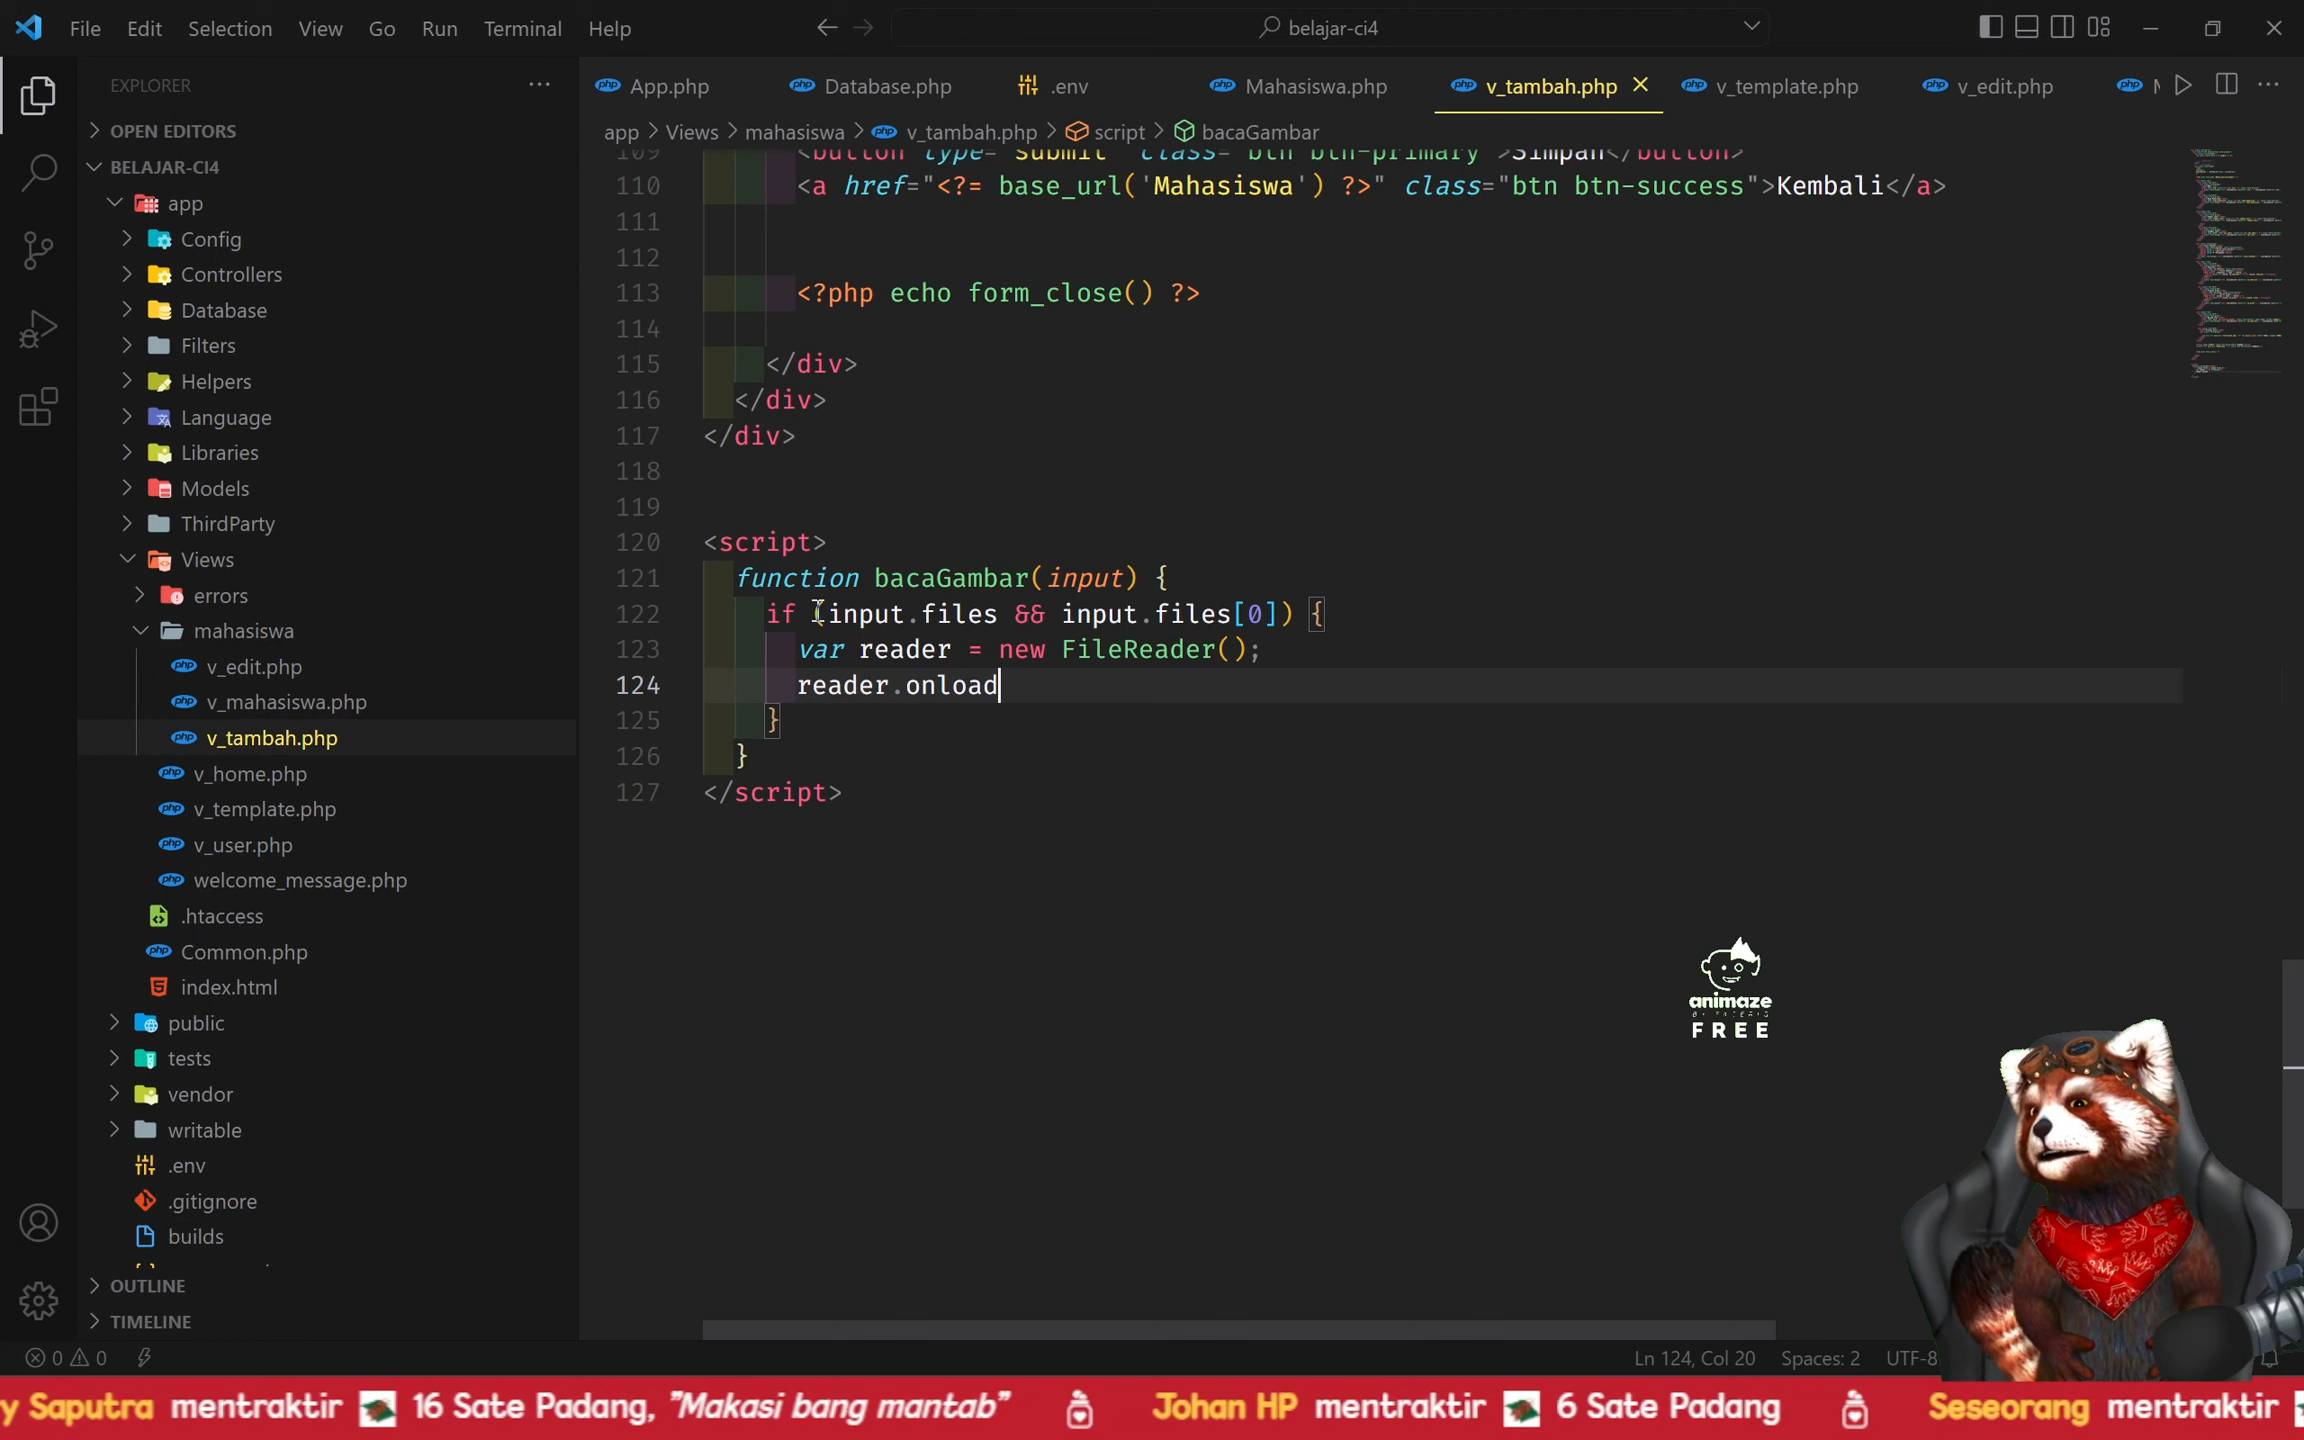 File Edit Selection View Go Run Terminal Help
belajar-ci4
EXPLORER
OPEN EDITORS
BELAJAR-CI4
app
Config
Controllers
Database
Filters
Helpers
Language
Libraries
Models
ThirdParty
Views
errors
mahasiswa
v_edit.php
v_mahasiswa.php
v_tambah.php
v_home.php
v_template.php
v_user.php
welcome_message.php
.htaccess
Common.php
index.html
public
tests
vendor
writable
.env
.gitignore
builds
OUTLINE
TIMELINE
php App.php php Database.php .env php Mahasiswa.php php v_tambah.php php v_template.php php v_edit.php php
app > Views > mahasiswa > php v_tambah.php > script > bacaGambar
109 <button type="submit" class="btn btn-primary">Simpan</button>
110 <a href="<?= base_url('Mahasiswa') ?>" class="btn btn-success">Kembali</a>
111
112
113 <?php echo form_close() ?>
114
115 </div>
116 </div>
117 </div>
118
119
120 <script>
121 function bacaGambar(input) {
122 if (input.files && input.files[0]) {
123 var reader = new FileReader();
124 reader.onload
125 }
126 }
127 </script>
animaze
FREE
0 0
Ln 124, Col 20 Spaces: 2 UTF-8
y Saputra mentraktir 16 Sate Padang, "Makasi bang mantab" Johan HP mentraktir 6 Sate Padang Seseorang mentraktir